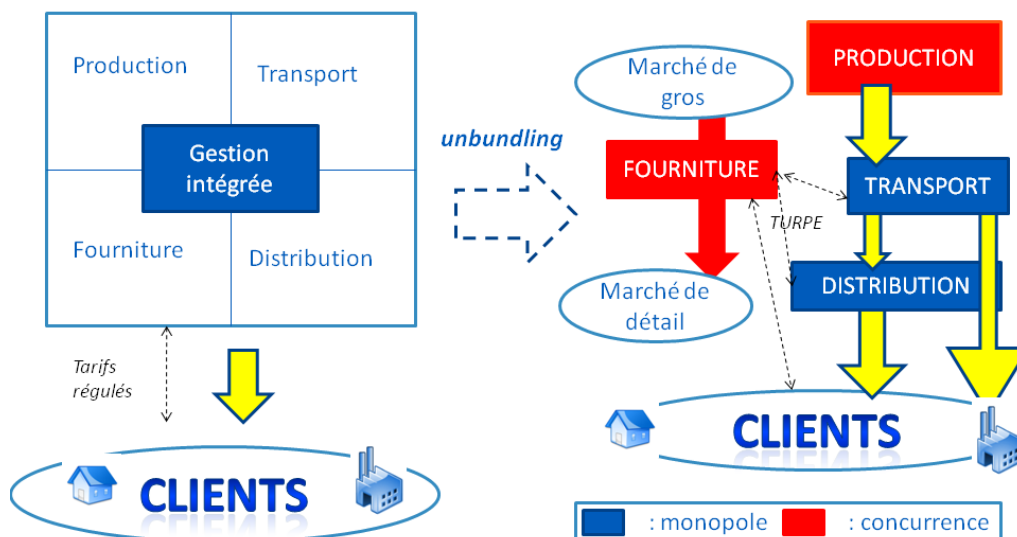 Production
Transport
Gestion
intégrée
Fourniture
Distribution
Tarifs
régulés
CLIENTS
unbundling
Marché de
gros
PRODUCTION
FOURNITURE
TRANSPORT
TURPE
DISTRIBUTION
Marché de
détail
CLIENTS
: monopole
: concurrence